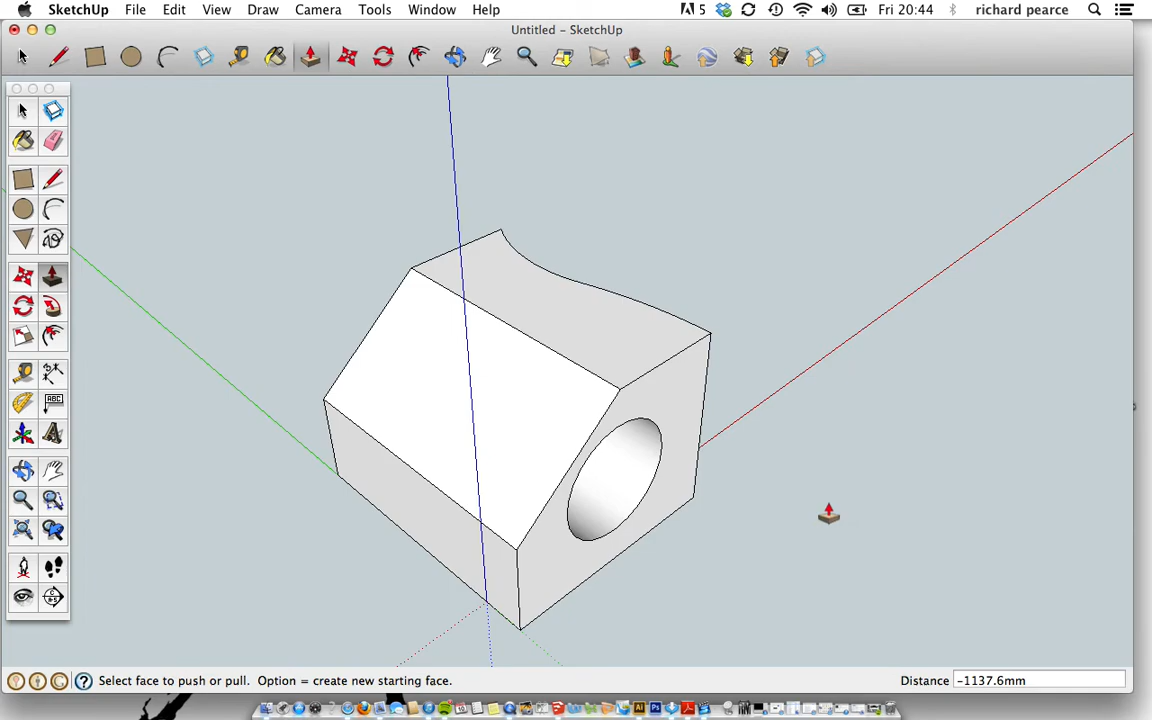 SketchUp File Edit View Draw Camera Tools Window Help 5 Fri 20:44 richard pearce
Untitled – SketchUp
ABC
A
Select face to push or pull. Option = create new starting face. Distance -1137.6mm